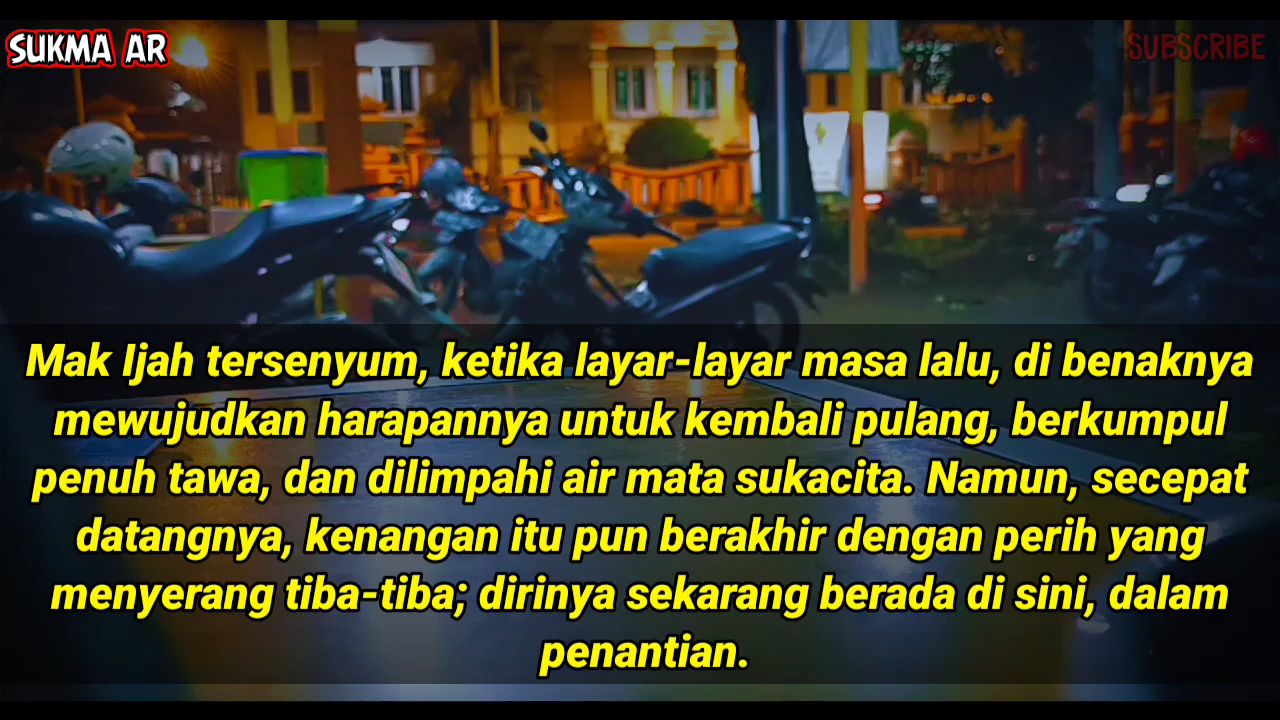 SUKMA AR
SUBSCRIBE
Mak Ijah tersenyum, ketika layar-layar masa lalu, di benaknya
mewujudkan harapannya untuk kembali pulang, berkumpul
penuh tawa, dan dilimpahi air mata sukacita. Namun, secepat
datangnya, kenangan itu pun berakhir dengan perih yang
menyerang tiba-tiba; dirinya sekarang berada di sini, dalam
penantian.